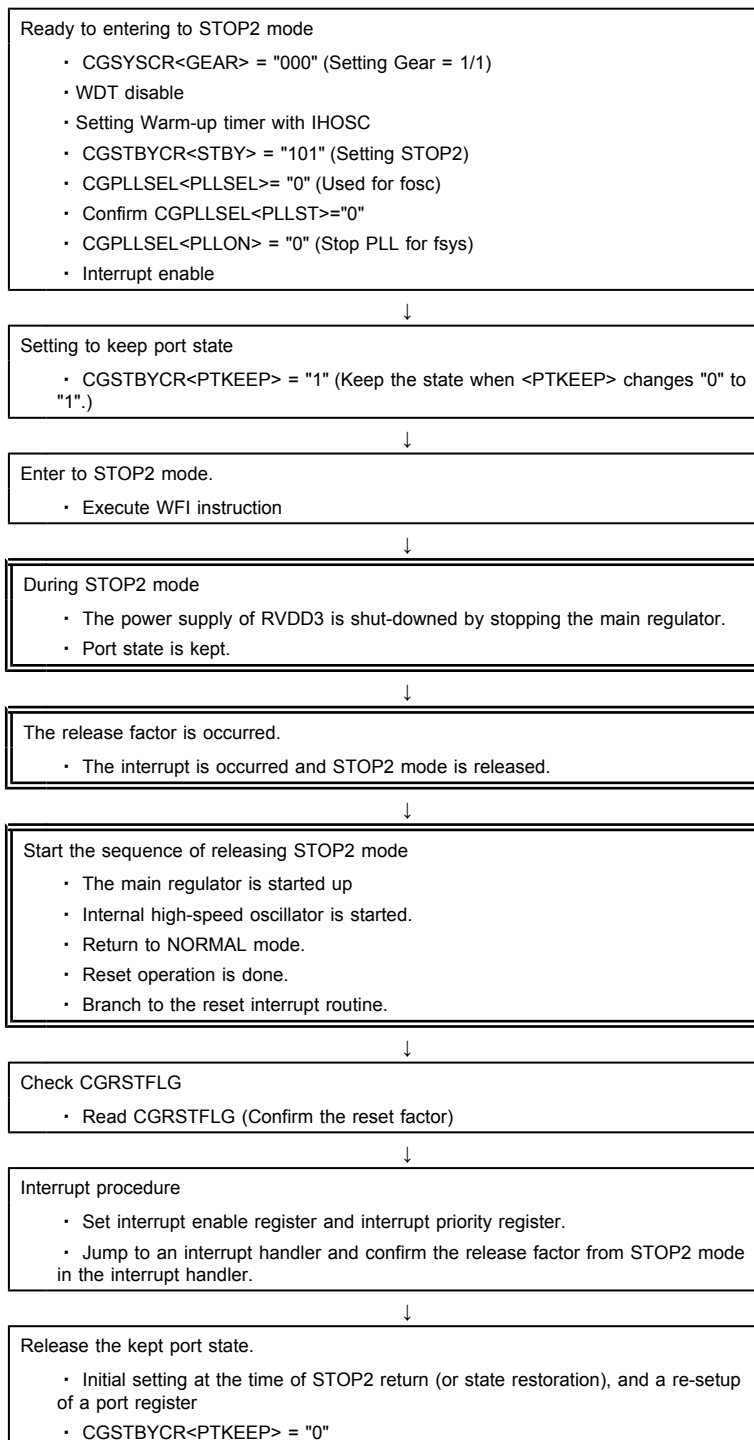 Ready to entering to STOP2 mode
・ CGSYSCR<GEAR> = "000" (Setting Gear = 1/1)
・WDT disable
・Setting Warm-up timer with IHOSC
・ CGSTBYCR<STBY> = "101" (Setting STOP2)
・ CGPLLSEL<PLLSEL>= "0" (Used for fosc)
・ Confirm CGPLLSEL<PLLST>="0"
・ CGPLLSEL<PLLON> = "0" (Stop PLL for fsys)
・ Interrupt enable
↓
Setting to keep port state
・ CGSTBYCR<PTKEEP> = "1" (Keep the state when <PTKEEP> changes "0" to
"1".)
↓
Enter to STOP2 mode.
・ Execute WFI instruction
↓
During STOP2 mode
・ The power supply of RVDD3 is shut-downed by stopping the main regulator.
・ Port state is kept.
↓
The release factor is occurred.
・ The interrupt is occurred and STOP2 mode is released.
↓
Start the sequence of releasing STOP2 mode
・ The main regulator is started up
・ Internal high-speed oscillator is started.
・ Return to NORMAL mode.
・ Reset operation is done.
・ Branch to the reset interrupt routine.
↓
Check CGRSTFLG
・ Read CGRSTFLG (Confirm the reset factor)
↓
Interrupt procedure
・ Set interrupt enable register and interrupt priority register.
・ Jump to an interrupt handler and confirm the release factor from STOP2 mode
in the interrupt handler.
↓
Release the kept port state.
・ Initial setting at the time of STOP2 return (or state restoration), and a re-setup
of a port register
・ CGSTBYCR<PTKEEP> = "0"